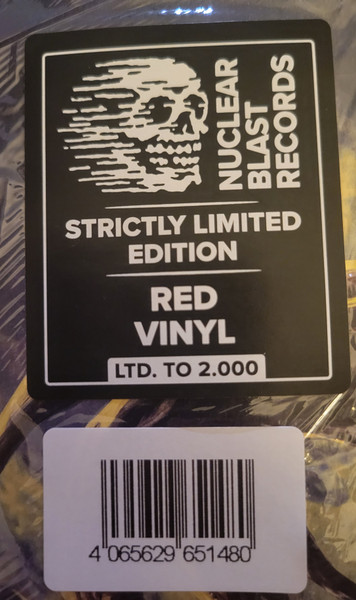 NUCLEAR
BLAST
RECORDS
STRICTLY LIMITED
EDITION
RED
VINYL
LTD. TO 2.000
4 065629 651480